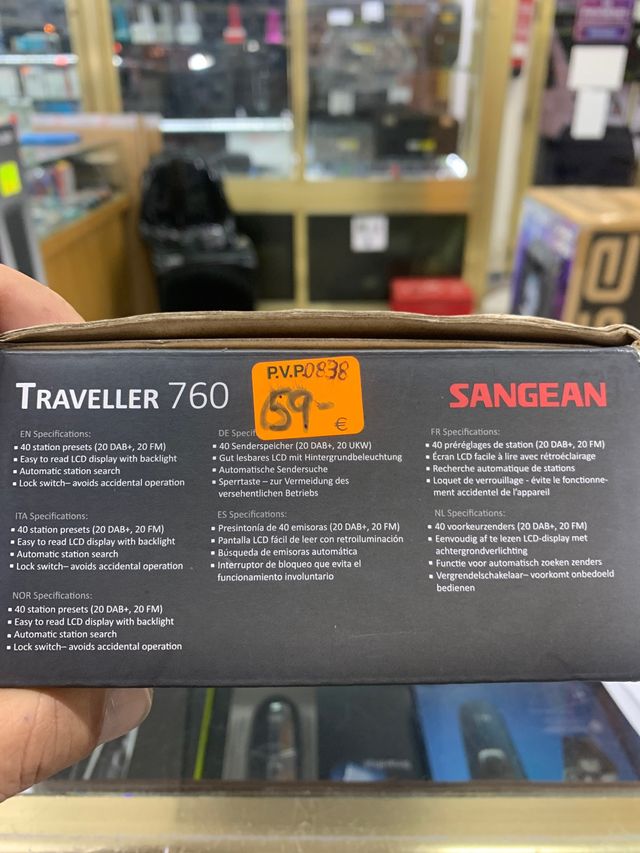 TRAVELLER 760
P.V.P.0838
159-
€
SANGEAN
EN Specifications:
▪ 40 station presets (20 DAB+, 20 FM)
▪ Easy to read LCD display with backlight
▪ Automatic station search
▪ Lock switch– avoids accidental operation
DE Specif
▪ 40 Senderspeicher (20 DAB+, 20 UKW)
▪ Gut lesbares LCD mit Hintergrundbeleuchtung
▪ Automatische Sendersuche
▪ Sperrtaste – zur Vermeidung des
versehentlichen Betriebs
FR Specifications:
▪ 40 préréglages de station (20 DAB+, 20 FM)
▪ Écran LCD facile à lire avec rétroéclairage
▪ Recherche automatique de stations
▪ Loquet de verrouillage - évite le fonctionne-
ment accidentel de l'appareil
ITA Specifications:
▪ 40 station presets (20 DAB+, 20 FM)
▪ Easy to read LCD display with backlight
▪ Automatic station search
▪ Lock switch– avoids accidental operation
ES Specifications:
▪ Presintonía de 40 emisoras (20 DAB+, 20 FM)
▪ Pantalla LCD fácil de leer con retroiluminación
▪ Búsqueda de emisoras automática
▪ Interruptor de bloqueo que evita el
funcionamiento involuntario
NL Specifications:
▪ 40 voorkeurzenders (20 DAB+, 20 FM)
▪ Eenvoudig af te lezen LCD-display met
achtergrondverlichting
▪ Functie voor automatisch zoeken zenders
▪ Vergrendelschakelaar– voorkomt onbedoeld
bedienen
NOR Specifications:
▪ 40 station presets (20 DAB+, 20 FM)
▪ Easy to read LCD display with backlight
▪ Automatic station search
▪ Lock switch– avoids accidental operation